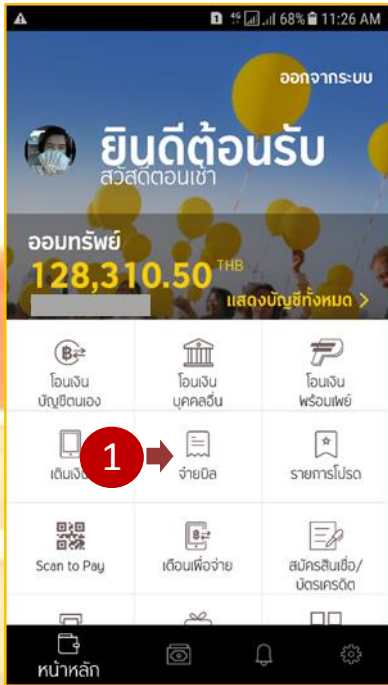 4G 68% 11:26 AM
ออกจากระบบ
ยินดีต้อนรับ
สวัสดีตอนเช้า
ออมทรัพย์
128,310.50 THB
แสดงบัญชีทั้งหมด >
โอนเงิน
บัญชีตนเอง
โอนเงิน
บุคคลอื่น
โอนเงิน
พร้อมเพย์
1
จ่ายบิล
รายการโปรด
Scan to Pay
เตือนเพื่อจ่าย
สมัครสินเชื่อ/
บัตรเครดิต
หน้าหลัก